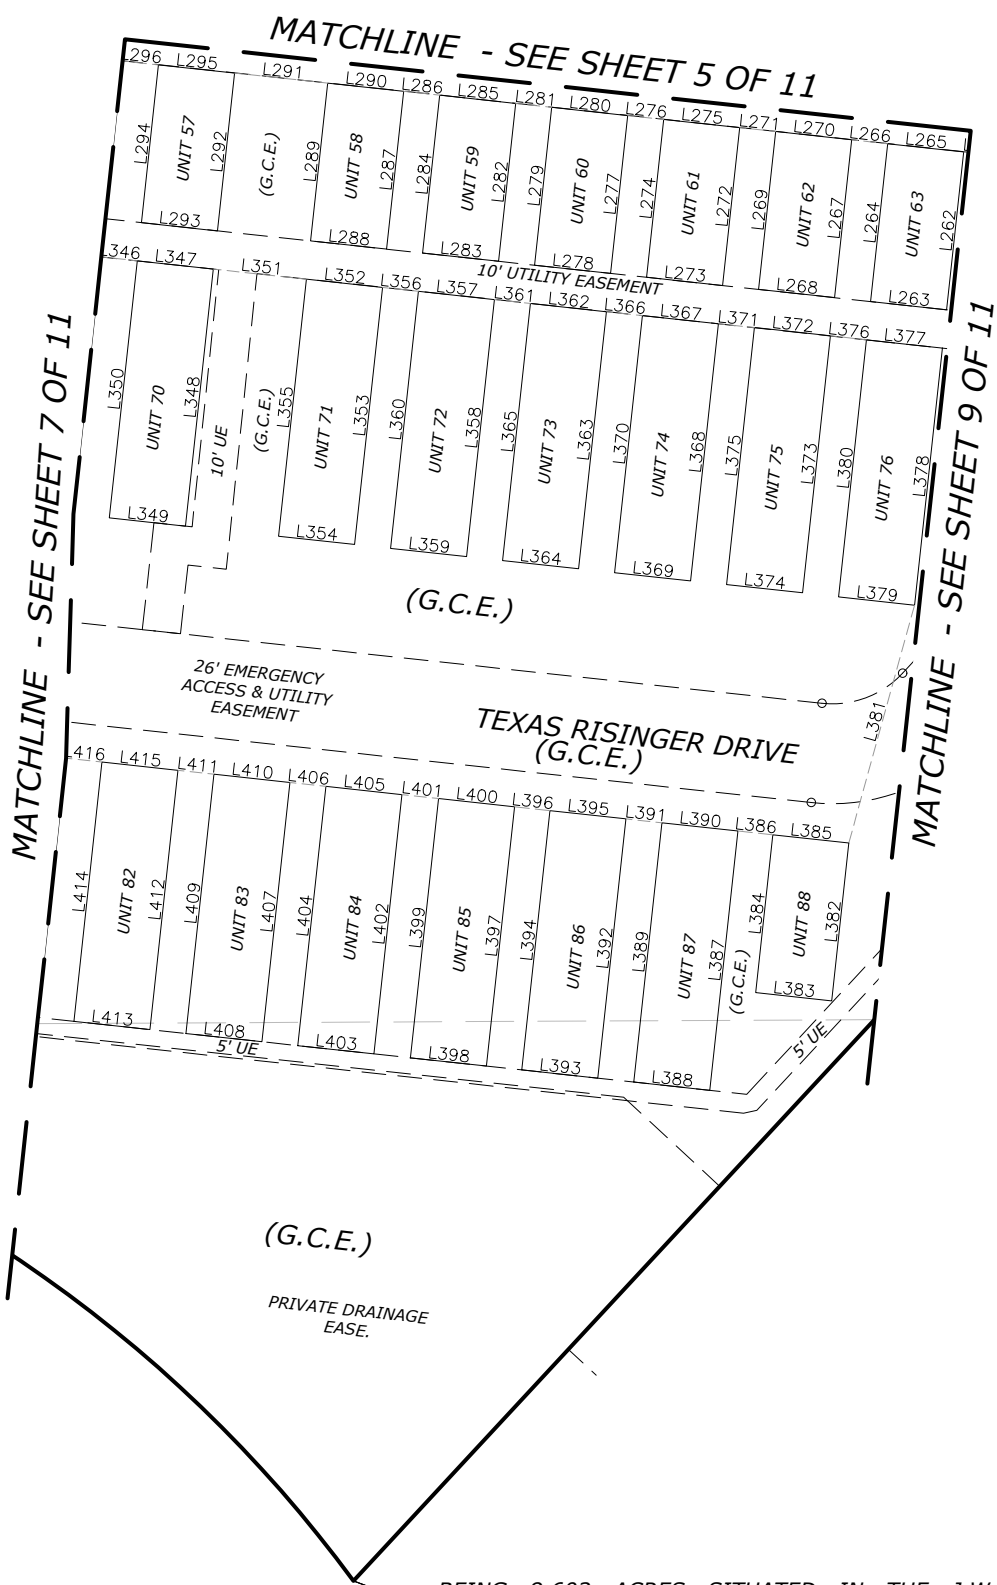 MATCHLINE - SEE SHEET 5 OF 11
L296 L295 L291 L290 L286 L285 L281 L280 L276 L275 L271 L270 L266 L265
L294 UNIT 57 L292 (G.C.E.) L289 UNIT 58 L287 L284 UNIT 59 L282 L279 UNIT 60 L277 L274 UNIT 61 L272 L269 UNIT 62 L267 L264 UNIT 63 L262
L293 L288 L283 L278 L273 L268 L263
10' UTILITY EASEMENT
L346 L347 L351 L352 L356 L357 L361 L362 L366 L367 L371 L372 L376 L377
L350 UNIT 70 L348 10' UE (G.C.E.) L355 UNIT 71 L353 L360 UNIT 72 L358 L365 UNIT 73 L363 L370 UNIT 74 L368 L375 UNIT 75 L373 L380 UNIT 76 L378
L349 L354 L359 L364 L369 L374 L379
MATCHLINE - SEE SHEET 7 OF 11
MATCHLINE - SEE SHEET 9 OF 11
(G.C.E.)
26' EMERGENCY
ACCESS & UTILITY
EASEMENT
TEXAS RISINGER DRIVE
(G.C.E.)
L381
L416 L415 L411 L410 L406 L405 L401 L400 L396 L395 L391 L390 L386 L385
L414 UNIT 82 L412 L409 UNIT 83 L407 L404 UNIT 84 L402 L399 UNIT 85 L397 L394 UNIT 86 L392 L389 UNIT 87 L387 (G.C.E.) L384 UNIT 88 L382
L413 L408 L403 L398 L393 L388 L383
5' UE
5' UE
(G.C.E.)
PRIVATE DRAINAGE
EASE.
BEING 9.603 ACRES SITUATED IN THE J.W.